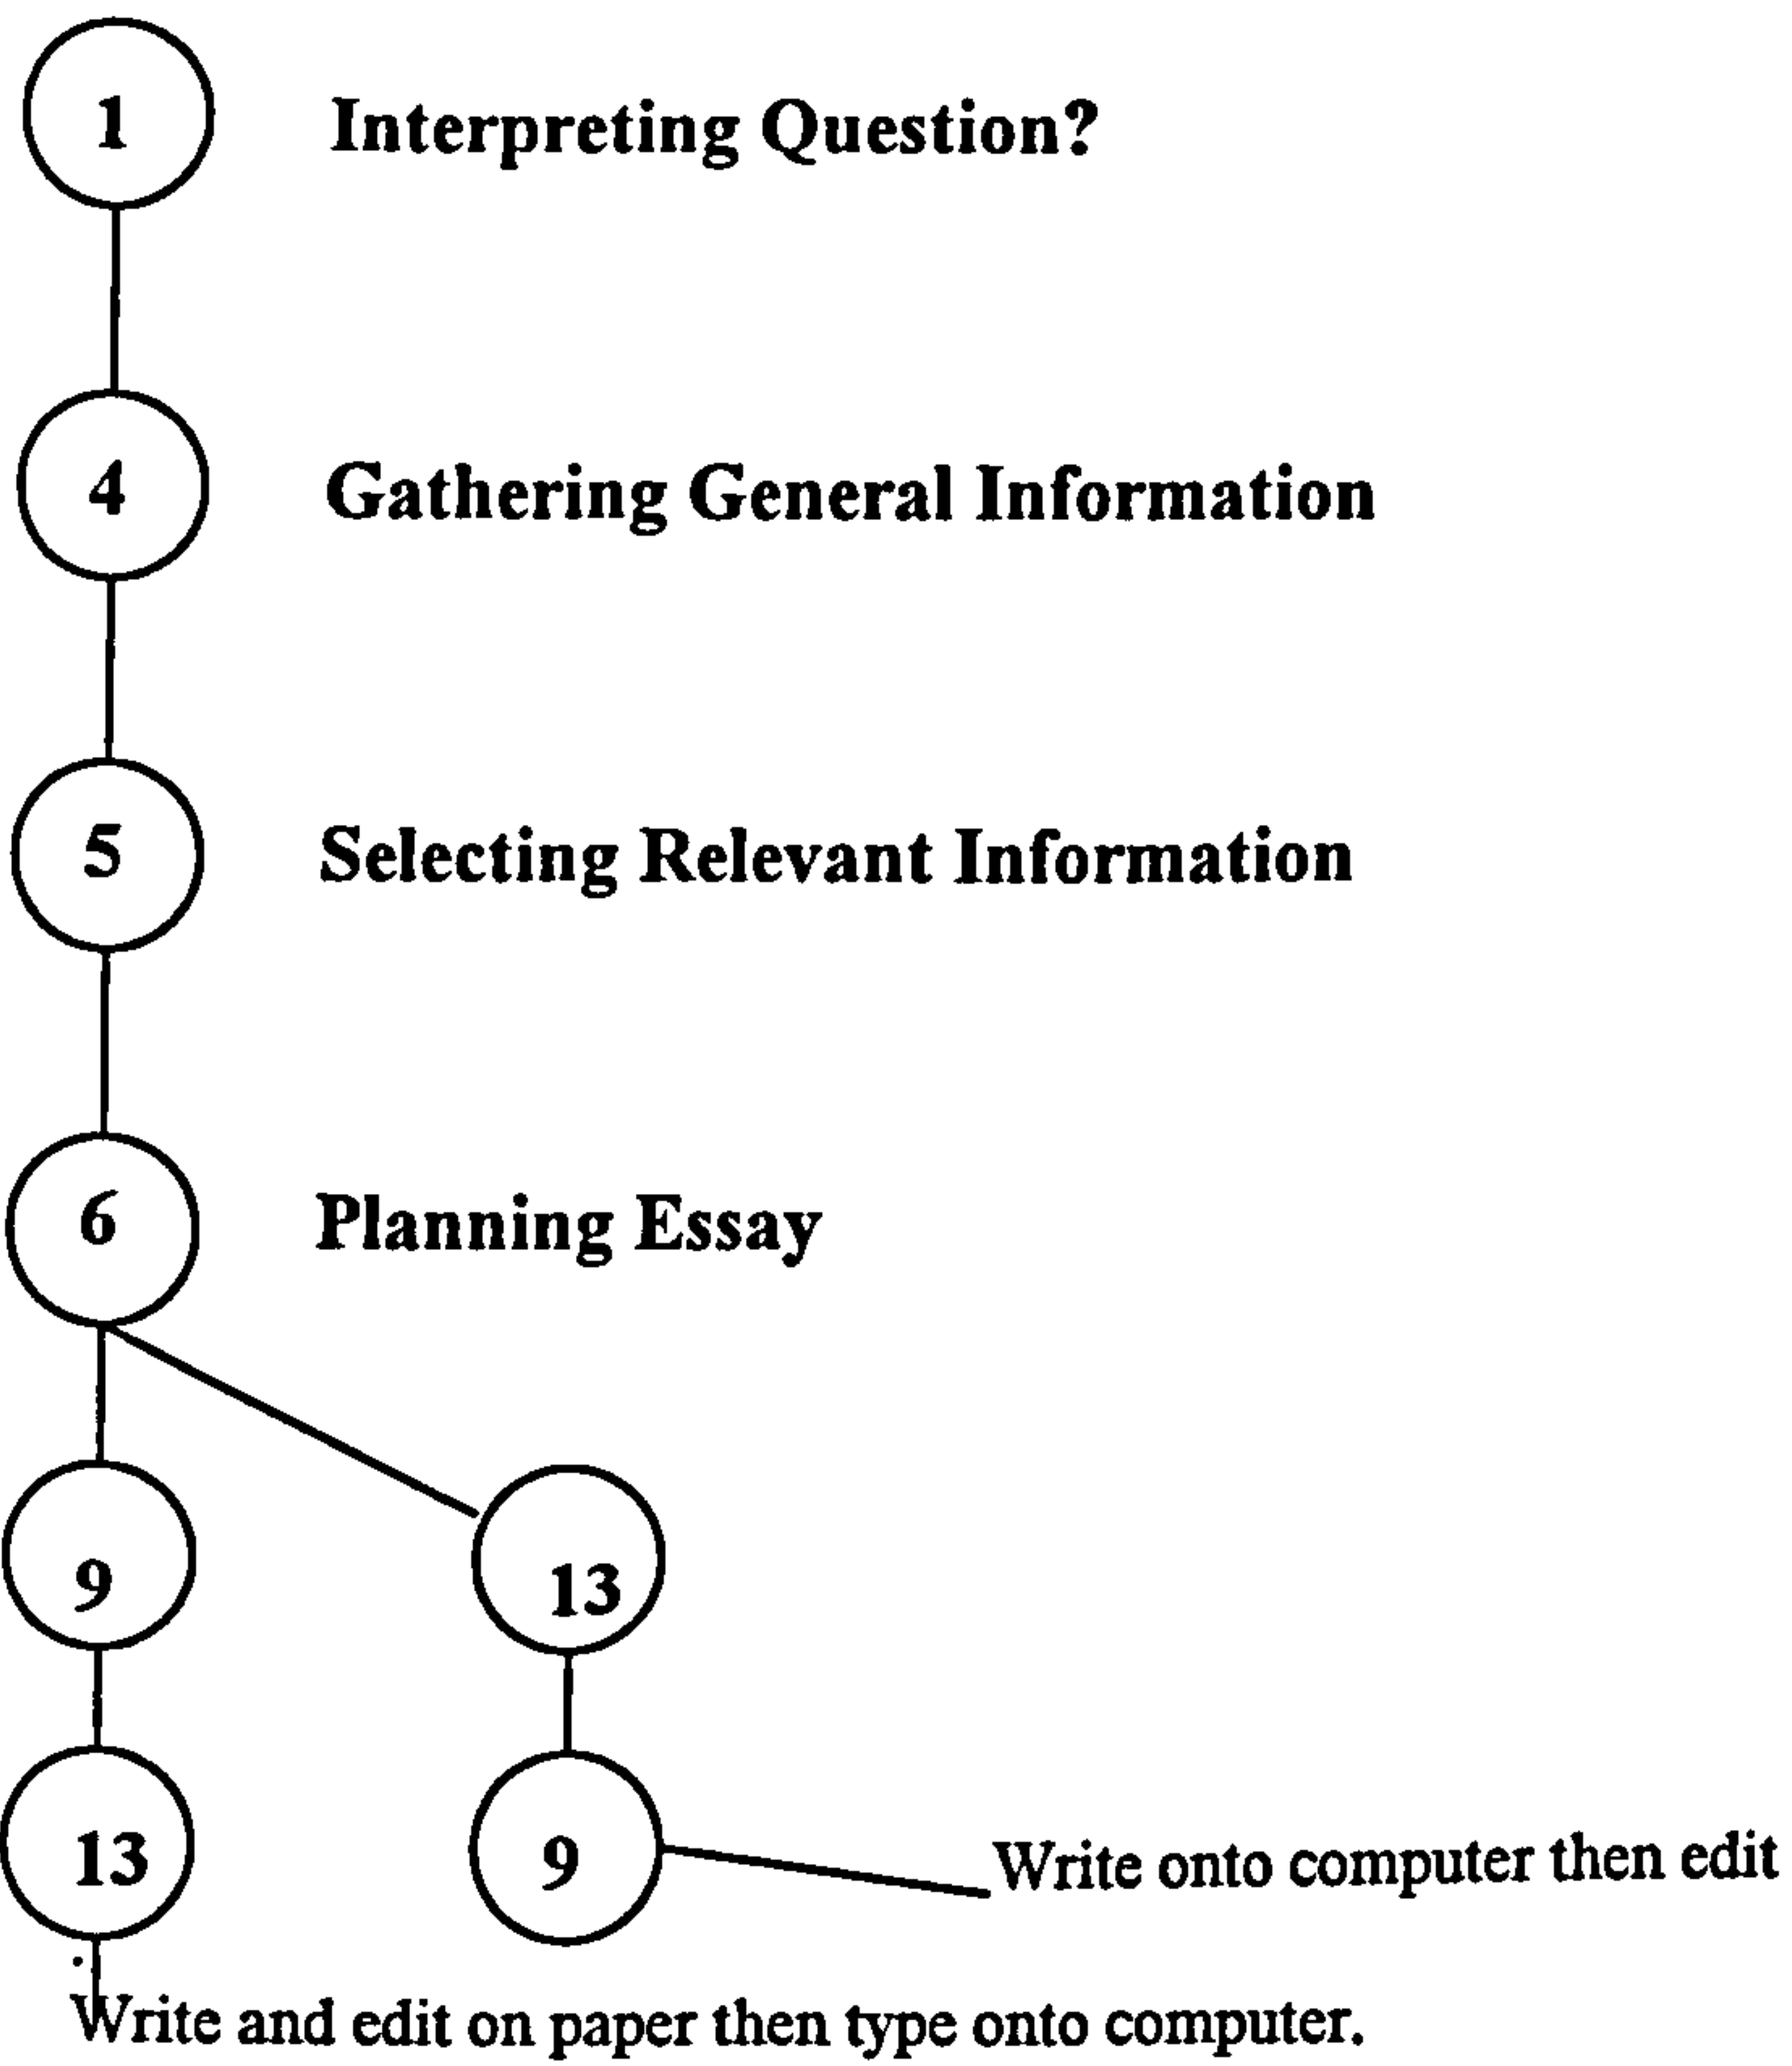 1 Interpreting Question?
4 Gathering General Information
5 Selecting Relevant Information
6 Planning Essay
9 13
13 9 Write onto computer then edit
Write and edit on paper then type onto computer.